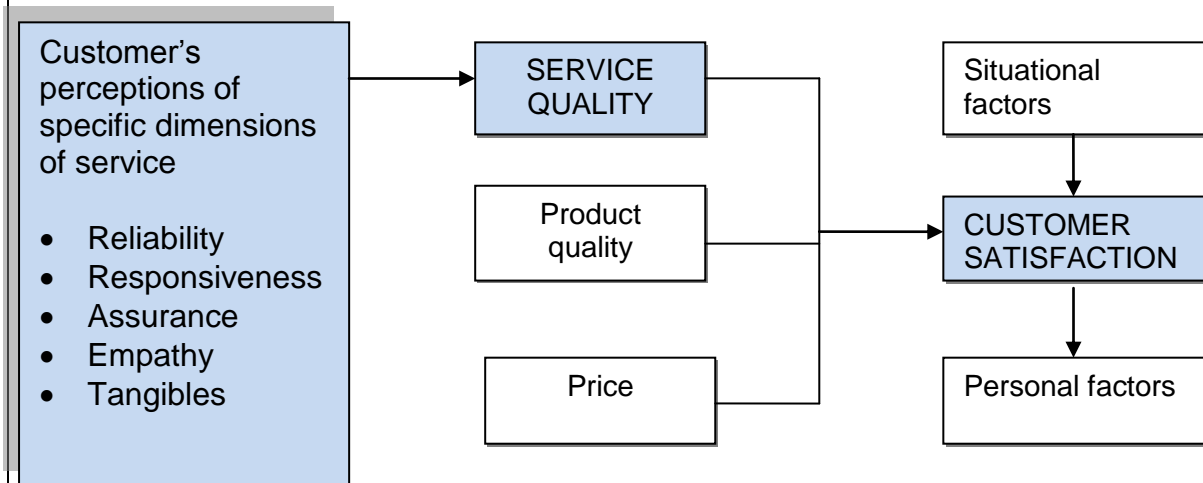 Customer’s
perceptions of
specific dimensions
of service
• Reliability
• Responsiveness
• Assurance
• Empathy
• Tangibles
SERVICE
QUALITY
Product
quality
Price
Situational
factors
CUSTOMER
SATISFACTION
Personal factors